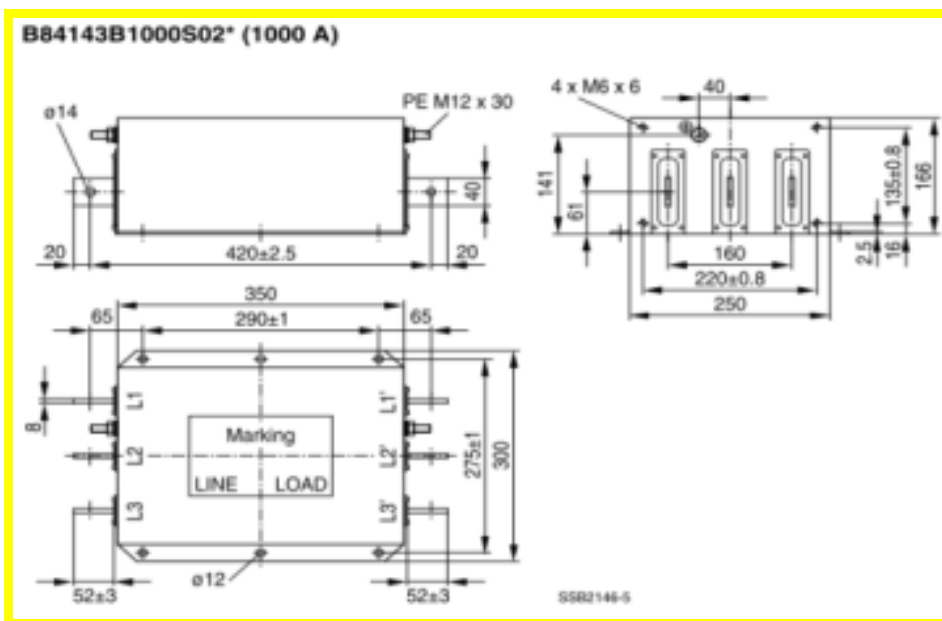 B84143B1000S02* (1000 A)
ø14
PE M12 x 30
40
20
420±2.5
20
4 x M6 x 6
40
141
61
135±0.8
166
2.5
16
160
220±0.8
250
350
65
290±1
65
L1
L1'
8
L2
L2'
L3
L3'
Marking
LINE LOAD
275±1
300
ø12
52±3
52±3
SSB2146-5